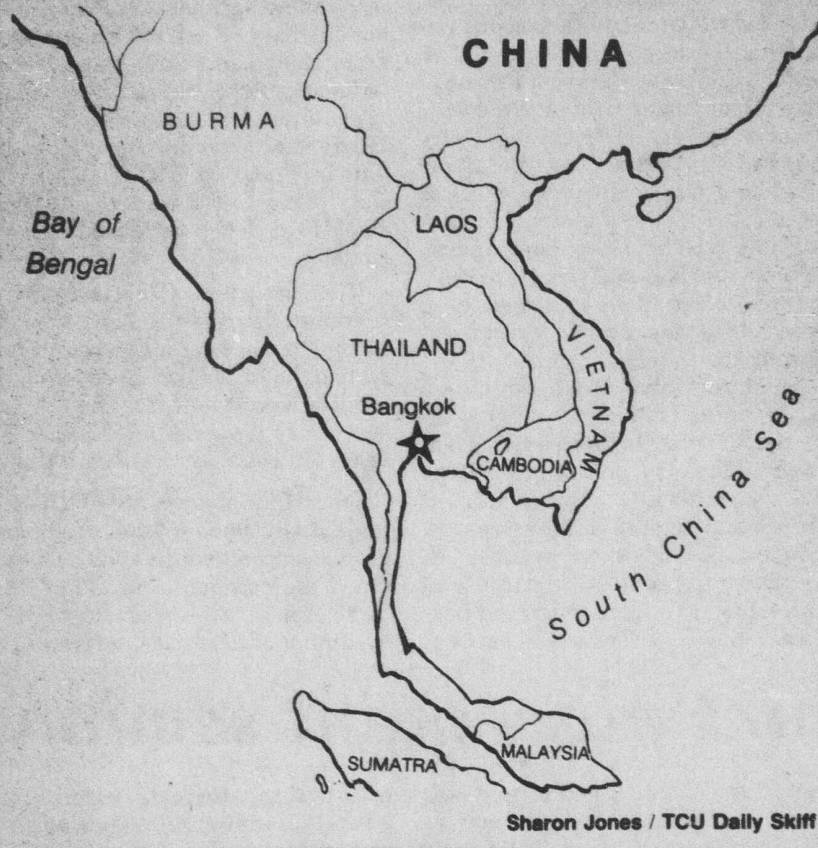 CHINA
BURMA
Bay of
Bengal
LAOS
THAILAND
VIETNAM
Bangkok
CAMBODIA
South China Sea
MALAYSIA
SUMATRA
Sharon Jones / TCU Daily Skiff